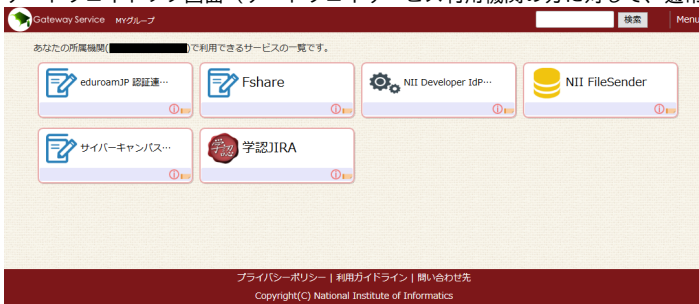 Gateway Service MYグループ 検索 Menu
あなたの所属機関( )で利用できるサービスの一覧です。
eduroamJP 認証連… Fshare NII Developer IdP… NII FileSender
サイバーキャンパス… 学認JIRA
プライバシーポリシー | 利用ガイドライン | 問い合わせ先
Copyright(C) National Institute of Informatics